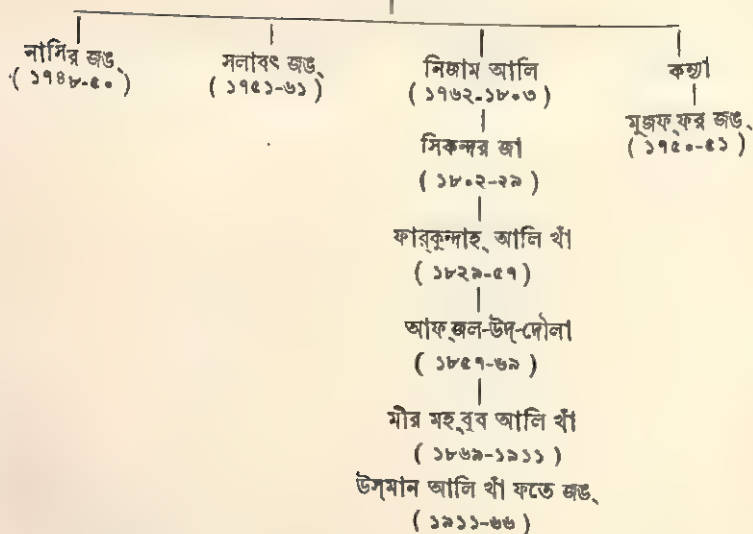 নাসির জঙ্
( ১৭৪৮-৫০ )
সলাবৎ জঙ্
( ১৭৫১-৬১ )
নিজাম আলি
( ১৭৬২-১৮০৩ )
কন্যা
মুজফ্ফর জঙ্
( ১৭৫০-৫১ )
সিকন্দর জা
( ১৮০২-২৯ )
ফার্কুন্দাহ্ আলি খাঁ
( ১৮২৯-৫৭ )
আফ্জল-উদ্-দৌলা
( ১৮৫৭-৬৯ )
মীর মহ্বুব আলি খাঁ
( ১৮৬৯-১৯১১ )
উস্মান আলি খাঁ ফতে জঙ্
( ১৯১১-৬৬ )